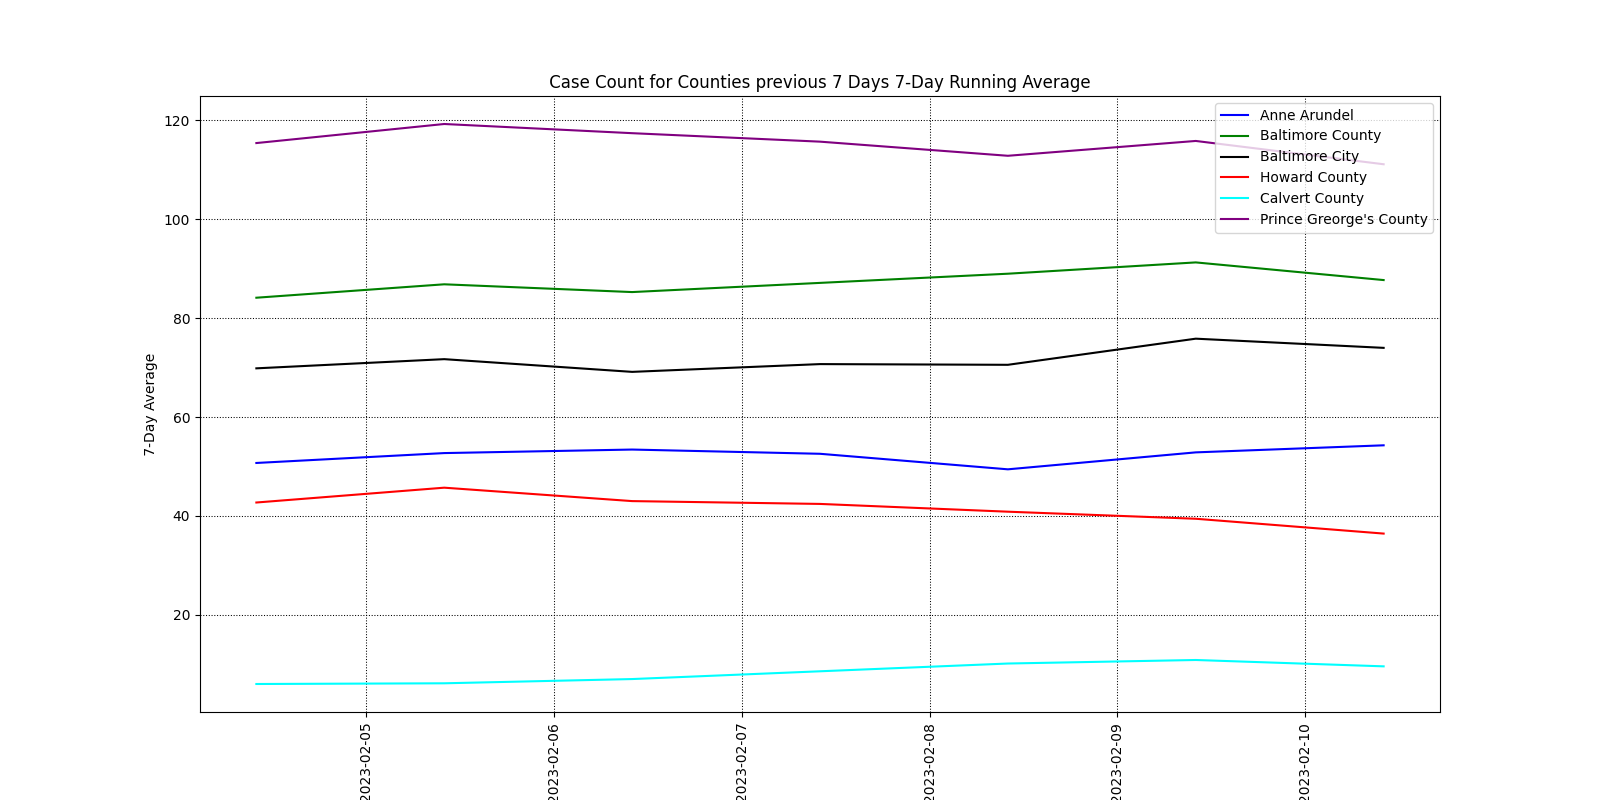 Case Count for Counties previous 7 Days 7-Day Running Average
Anne Arundel
Baltimore County
Baltimore City
Howard County
Calvert County
Prince Greorge's County
7-Day Average
120
100
80
60
40
20
2023-02-05
2023-02-06
2023-02-07
2023-02-08
2023-02-09
2023-02-10